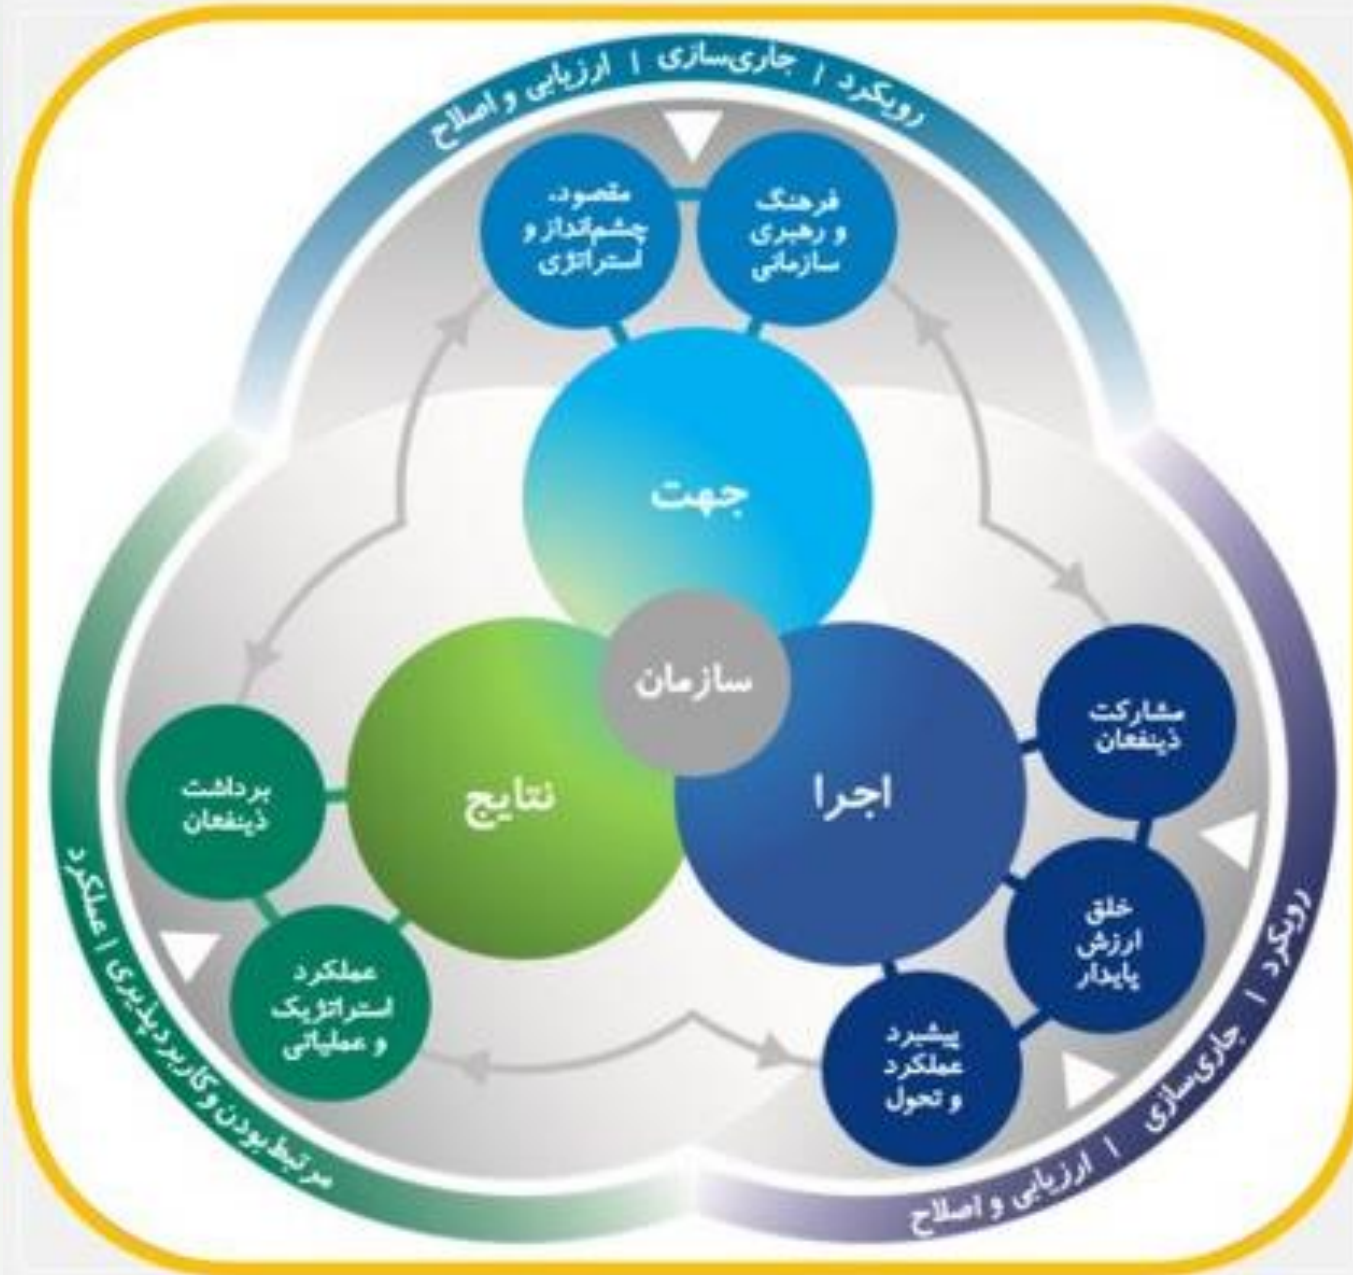 رویکرد | جاری‌سازی | ارزیابی و اصلاح
فرهنگ
و رهبری
سازمانی
مقصود،
چشم‌انداز و
استراتژی
جهت
سازمان
اجرا
نتایج
مشارکت
ذینفعان
خلق
ارزش
پایدار
پیشبرد
عملکرد
و تحول
برداشت
ذینفعان
عملکرد
استراتژیک
و عملیاتی
رویکرد | جاری‌سازی | ارزیابی و اصلاح
مرتبط بودن و کاربردپذیری | عملکرد